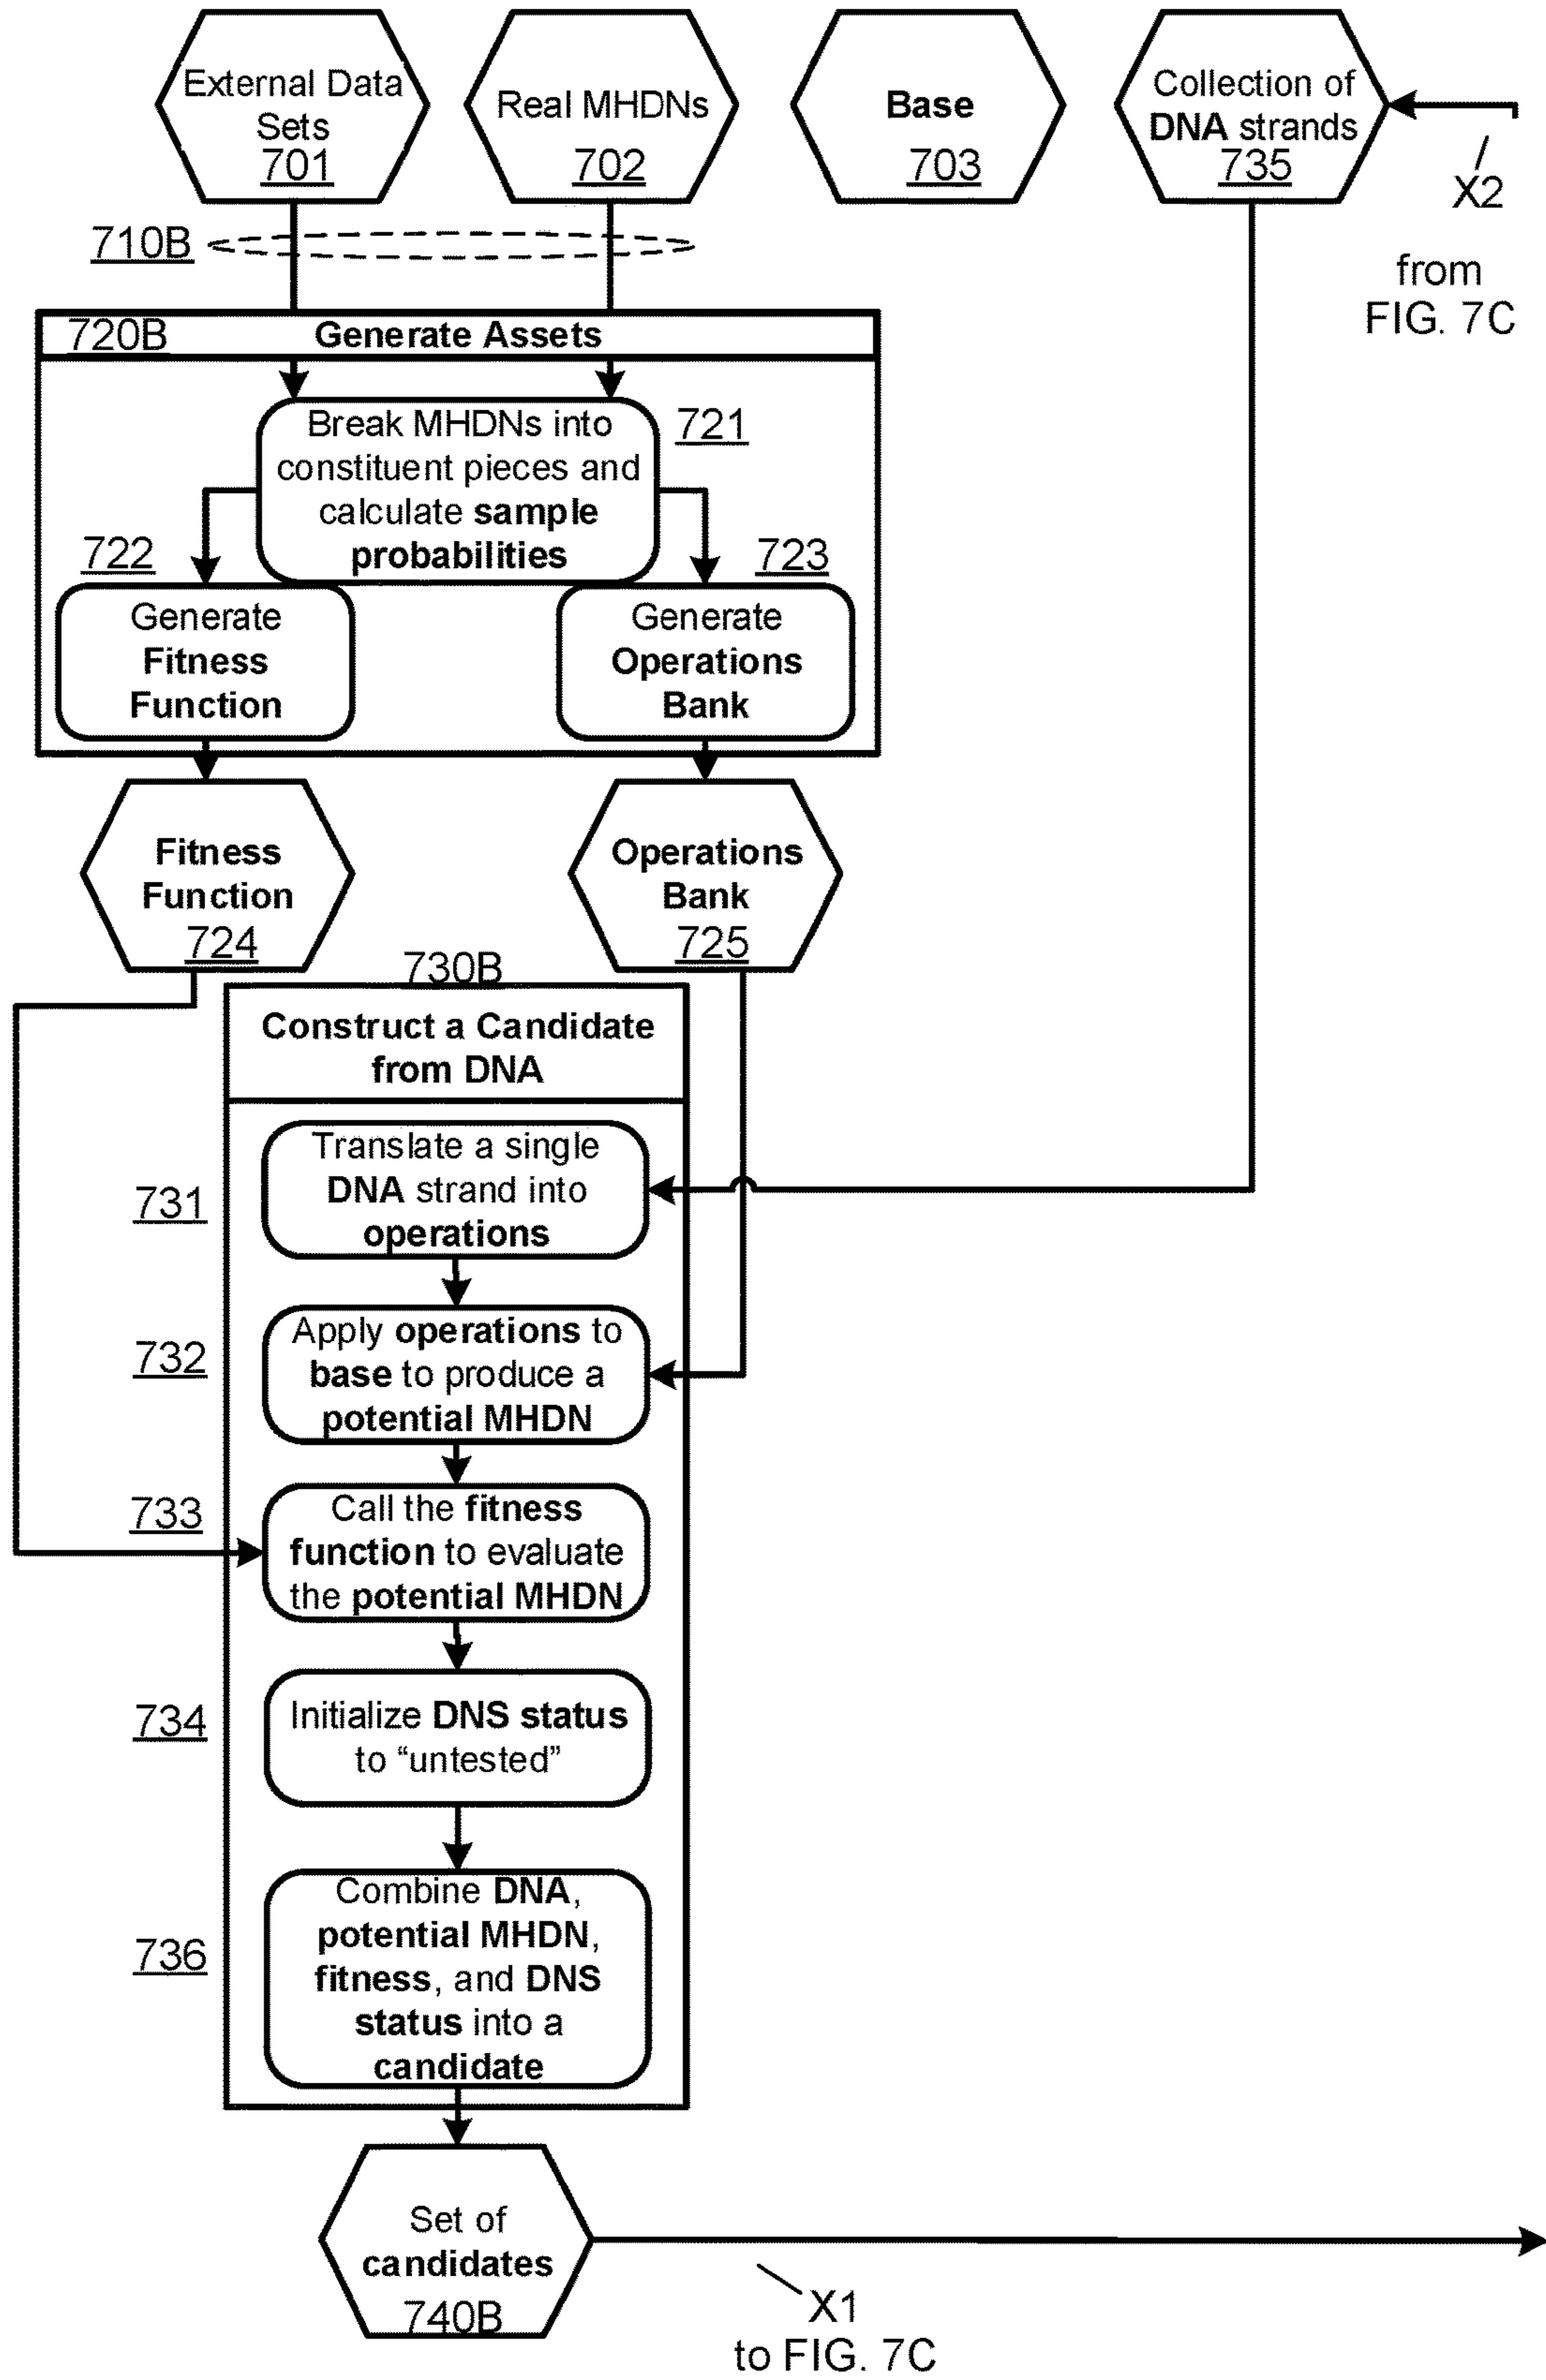 External Data
Sets
701
Real MHDNs
702
Base
703
Collection of
DNA strands
735
X2
from
FIG. 7C
710B
720B
Generate Assets
Break MHDNs into
constituent pieces and
calculate sample
probabilities
721
722
723
Generate
Fitness
Function
Generate
Operations
Bank
Fitness
Function
724
Operations
Bank
725
730B
Construct a Candidate
from DNA
Translate a single
DNA strand into
operations
731
Apply operations to
base to produce a
potential MHDN
732
Call the fitness
function to evaluate
the potential MHDN
733
Initialize DNS status
to “untested”
734
Combine DNA,
potential MHDN,
fitness, and DNS
status into a
candidate
736
Set of
candidates
740B
X1
to FIG. 7C